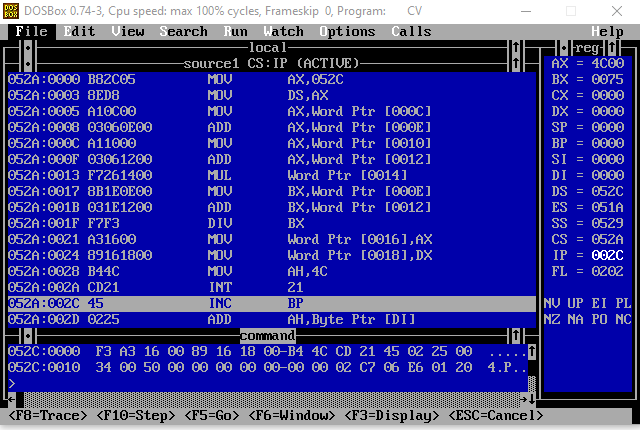 DOSBox 0.74-3, Cpu speed: max 100% cycles, Frameskip 0, Program: CV
File Edit View Search Run Watch Options Calls Help
local
source1 CS:IP (ACTIVE)
052A:0000 B82C05 MOV AX,052C
052A:0003 8ED8 MOV DS,AX
052A:0005 A10C00 MOV AX,Word Ptr [000C]
052A:0008 03060E00 ADD AX,Word Ptr [000E]
052A:000C A11000 MOV AX,Word Ptr [0010]
052A:000F 03061200 ADD AX,Word Ptr [0012]
052A:0013 F7261400 MUL Word Ptr [0014]
052A:0017 8B1E0E00 MOV BX,Word Ptr [000E]
052A:001B 031E1200 ADD BX,Word Ptr [0012]
052A:001F F7F3 DIV BX
052A:0021 A31600 MOV Word Ptr [0016],AX
052A:0024 89161800 MOV Word Ptr [0018],DX
052A:0028 B44C MOV AH,4C
052A:002A CD21 INT 21
052A:002C 45 INC BP
052A:002D 0225 ADD AH,Byte Ptr [DI]
command
052C:0000 F3 A3 16 00 89 16 18 00-B4 4C CD 21 45 02 25 00 .....
052C:0010 34 00 50 00 00 00 00 00-00 00 02 C7 06 E6 01 20 4.P..
>
reg
AX = 4C00
BX = 0075
CX = 0000
DX = 0000
SP = 0000
BP = 0000
SI = 0000
DI = 0000
DS = 052C
ES = 051A
SS = 0529
CS = 052A
IP = 002C
FL = 0202
NV UP EI PL
NZ NA PO NC
<F8=Trace> <F10=Step> <F5=Go> <F6=Window> <F3=Display> <ESC=Cancel>